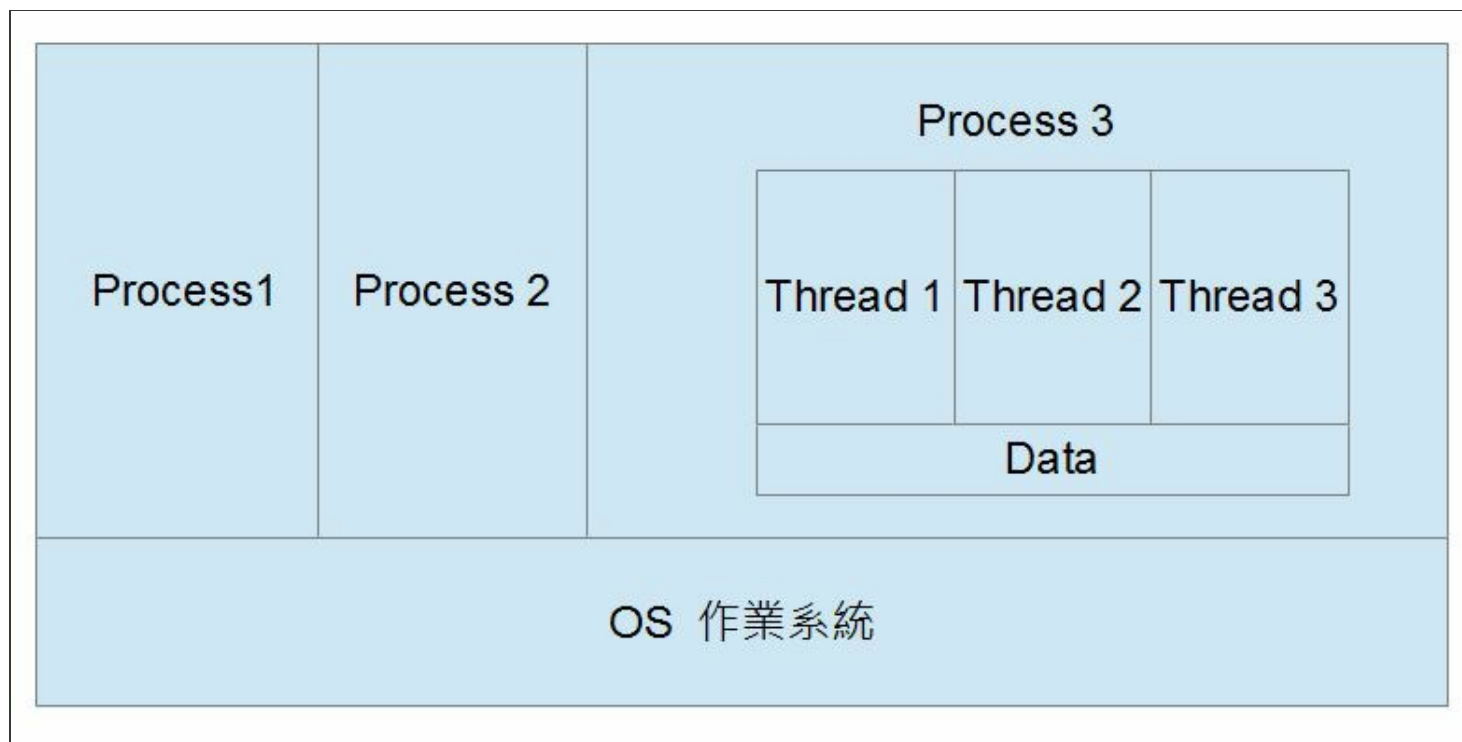 Process 3
Process1
Process 2
Thread 1
Thread 2
Thread 3
Data
OS 作業系統